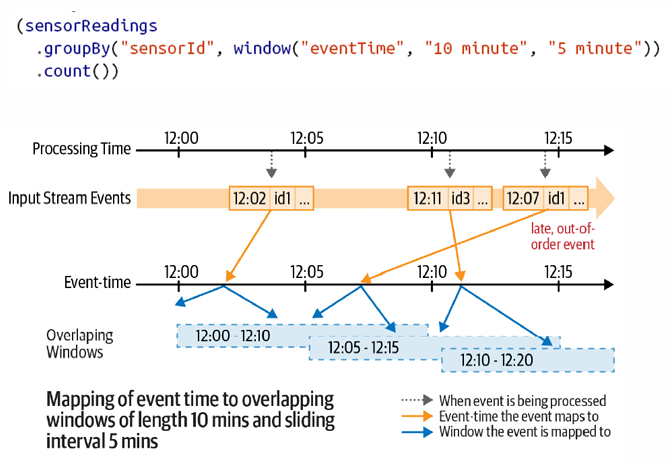 (sensorReadings
.groupBy("sensorId", window("eventTime", "10 minute", "5 minute"))
.count())
12:00 12:05 12:10 12:15
Processing Time
Input Stream Events 12:02 id1 ... 12:11 id3 ... 12:07 id1 ...
late, out-of-
order event
12:00 12:05 12:10 12:15
Event-time
Overlaping
Windows
12:00 - 12:10
12:05 - 12:15
12:10 - 12:20
Mapping of event time to overlapping
windows of length 10 mins and sliding
interval 5 mins
When event is being processed
Event-time the event maps to
Window the event is mapped to